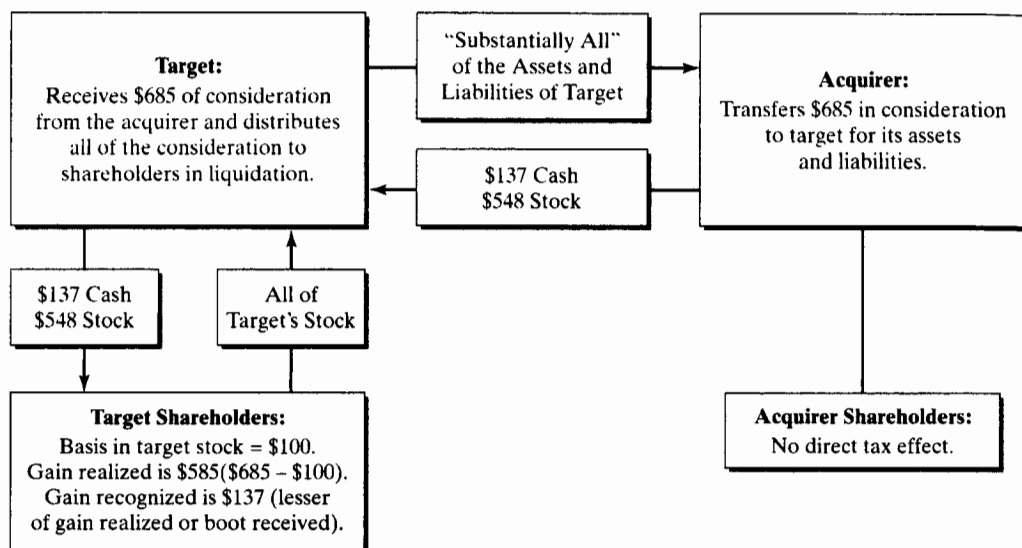 Target:
Receives $685 of consideration
from the acquirer and distributes
all of the consideration to
shareholders in liquidation.
“Substantially All”
of the Assets and
Liabilities of Target
$137 Cash
$548 Stock
Acquirer:
Transfers $685 in consideration
to target for its assets
and liabilities.
$137 Cash
$548 Stock
All of
Target's Stock
Target Shareholders:
Basis in target stock = $100.
Gain realized is $585($685 – $100).
Gain recognized is $137 (lesser
of gain realized or boot received).
Acquirer Shareholders:
No direct tax effect.